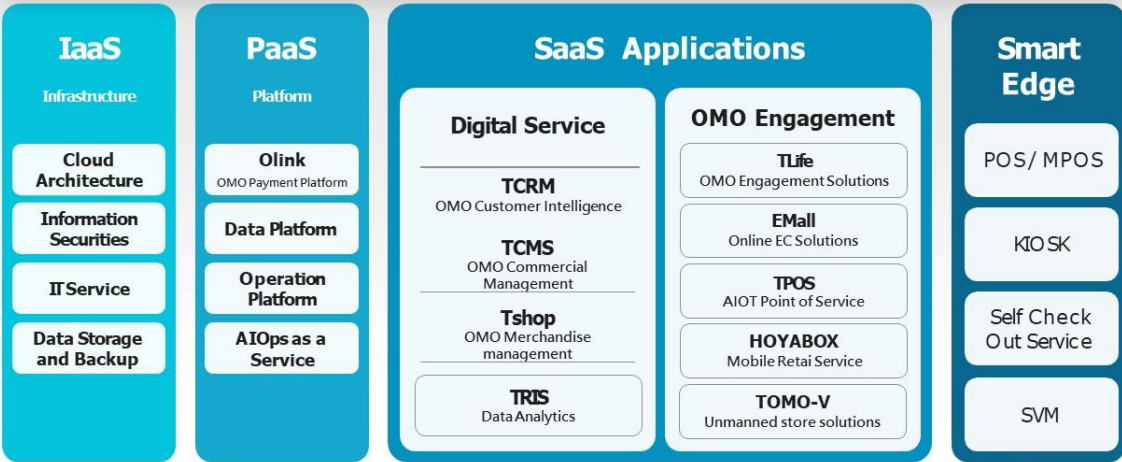 IaaS
Infrastructure
Cloud
Architecture
Information
Securities
IT Service
Data Storage
and Backup
PaaS
Platform
Olink
OMO Payment Platform
Data Platform
Operation
Platform
AIOps as a
Service
SaaS Applications
Digital Service
TCRM
OMO Customer Intelligence
TCMS
OMO Commercial
Management
Tshop
OMO Merchandise
management
TRIS
Data Analytics
OMO Engagement
TLife
OMO Engagement Solutions
EMall
Online EC Solutions
TPOS
AIOT Point of Service
HOYABOX
Mobile Retai Service
TOMO-V
Unmanned store solutions
Smart
Edge
POS / MPOS
KIOSK
Self Check
Out Service
SVM